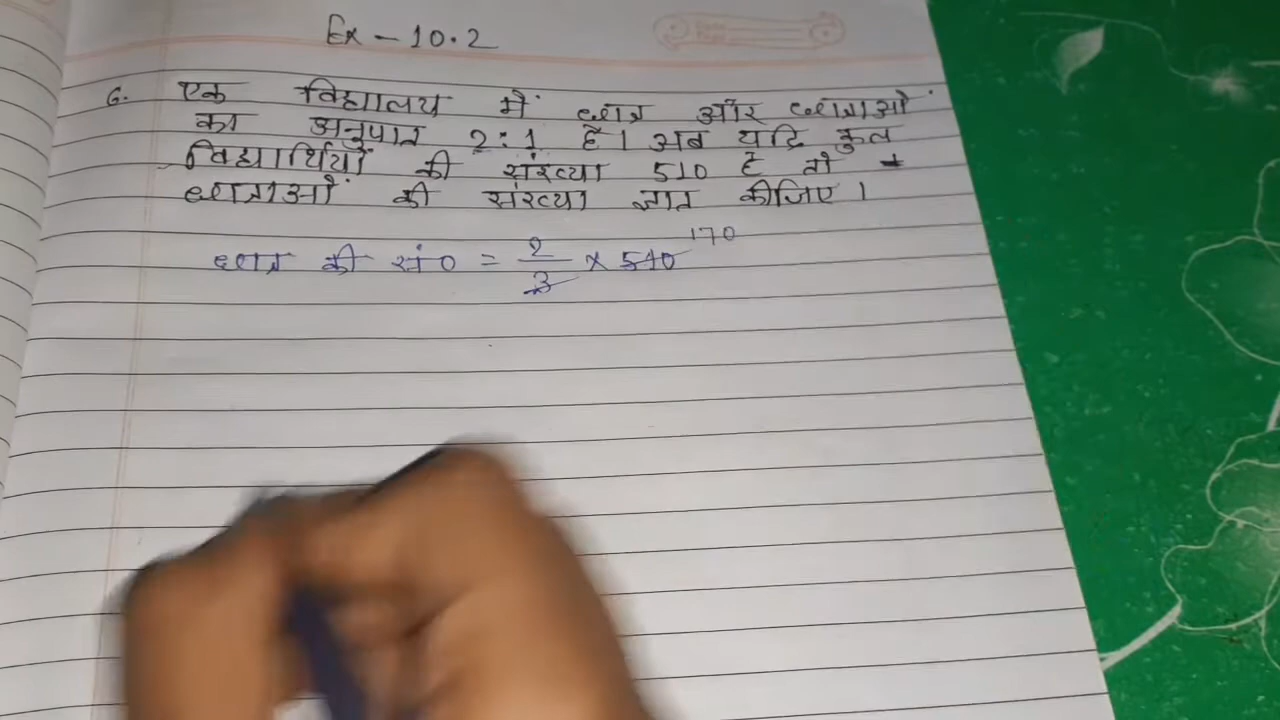 Ex - 10.2
6. एक विद्यालय में छात्र और छात्राओं
का अनुपात 2:1 है। अब यदि कुल
विद्यार्थियों की संख्या 510 है तो
छात्राओं की संख्या ज्ञात कीजिए।
छात्र की सं० = 2/3 × 510 170